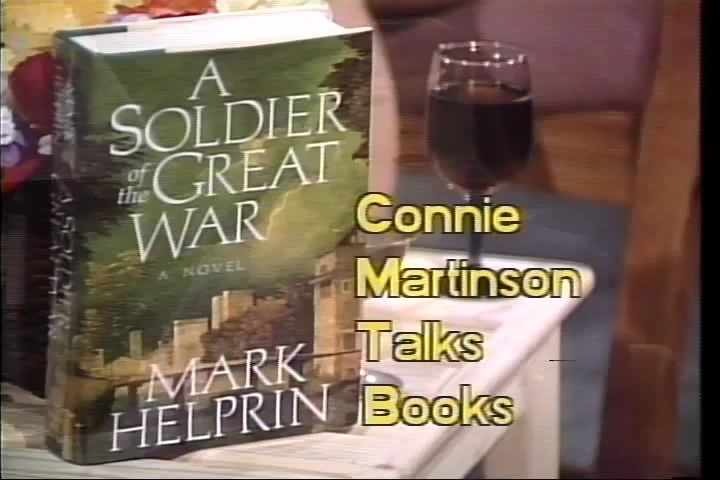 A
SOLDIER
of the GREAT
WAR
A NOVEL
MARK
HELPRIN
Connie
Martinson
Talks
Books